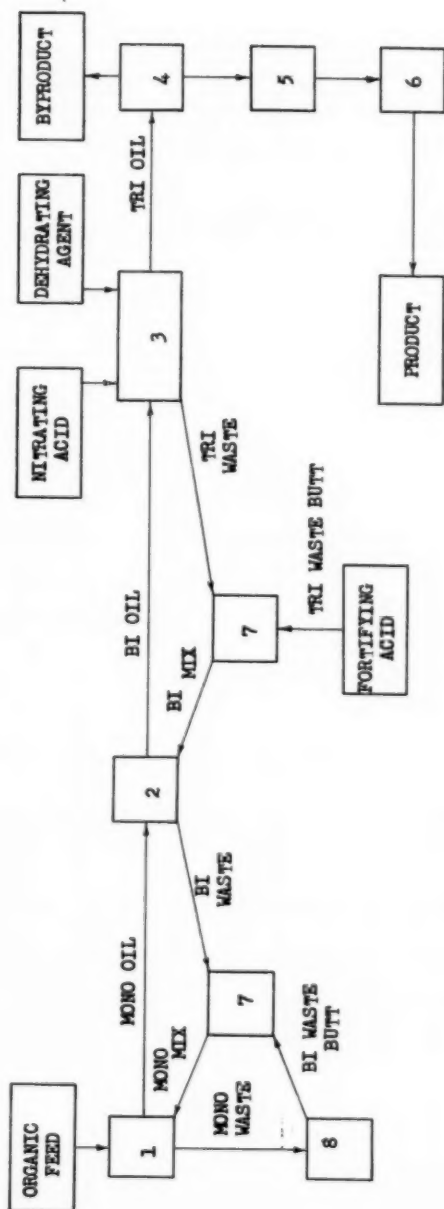 ORGANIC
FEED
1
MONO OIL
MONO
MIX
MONO
WASTE
8
BI WASTE
BUTT
7
BI
WASTE
2
BI OIL
BI
MIX
7
TRI WASTE BUTT
FORTIFYING
ACID
TRI
WASTE
NITRATING
ACID
DEHYDRATING
AGENT
3
TRI OIL
BYPRODUCT
4
5
6
PRODUCT